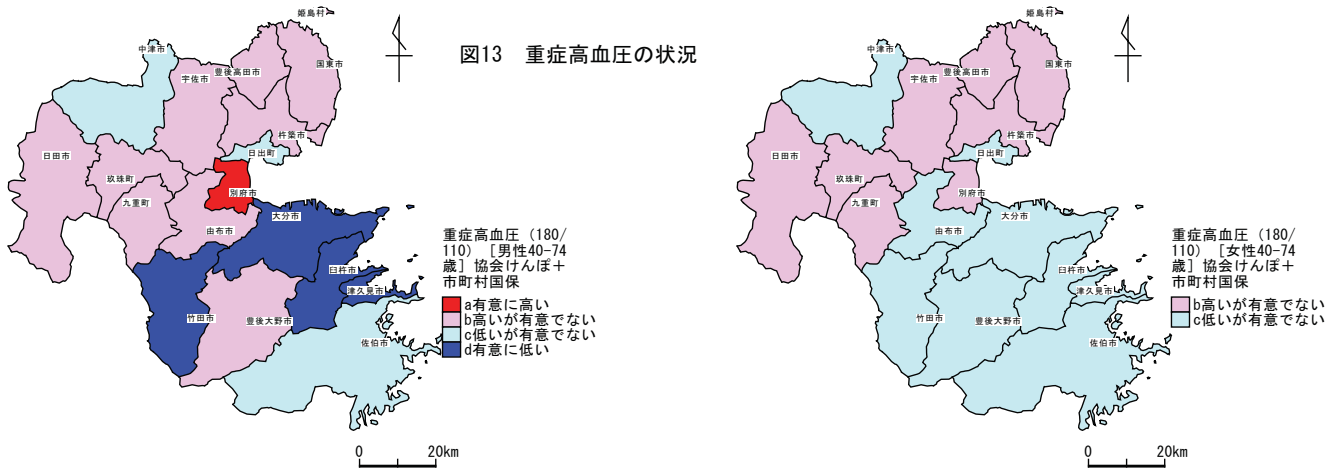 図13　重症高血圧の状況
姫島村
中津市
宇佐市
豊後高田市
国東市
杵築市
日出町
日田市
玖珠町
九重町
別府市
由布市
大分市
臼杵市
津久見市
竹田市
豊後大野市
佐伯市
重症高血圧（180/
110）［男性40-74
歳］協会けんぽ＋
市町村国保
a有意に高い
b高いが有意でない
c低いが有意でない
d有意に低い
0 20km
姫島村
中津市
宇佐市
豊後高田市
国東市
杵築市
日出町
日田市
玖珠町
九重町
別府市
由布市
大分市
臼杵市
津久見市
竹田市
豊後大野市
佐伯市
重症高血圧（180/
110）［女性40-74
歳］協会けんぽ＋
市町村国保
b高いが有意でない
c低いが有意でない
0 20km